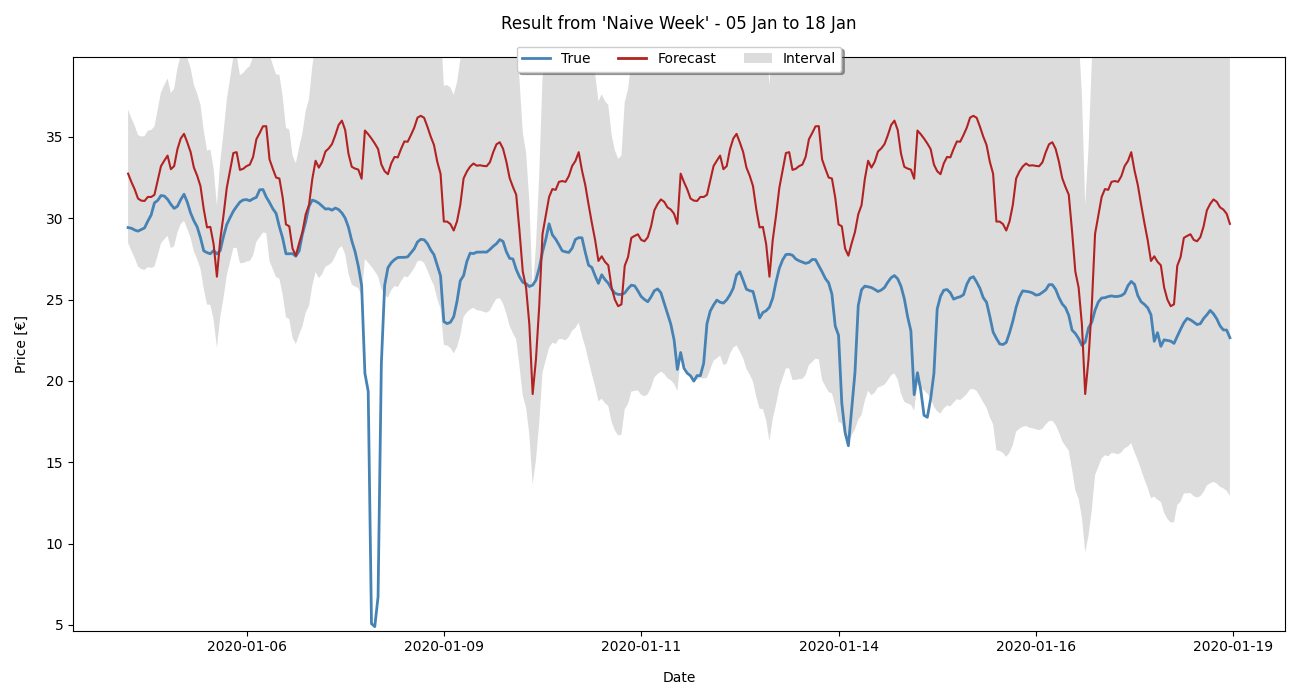 Result from 'Naive Week' - 05 Jan to 18 Jan
True Forecast Interval
35
30
25
20
15
10
5
Price [€]
2020-01-06 2020-01-09 2020-01-11 2020-01-14 2020-01-16 2020-01-19
Date